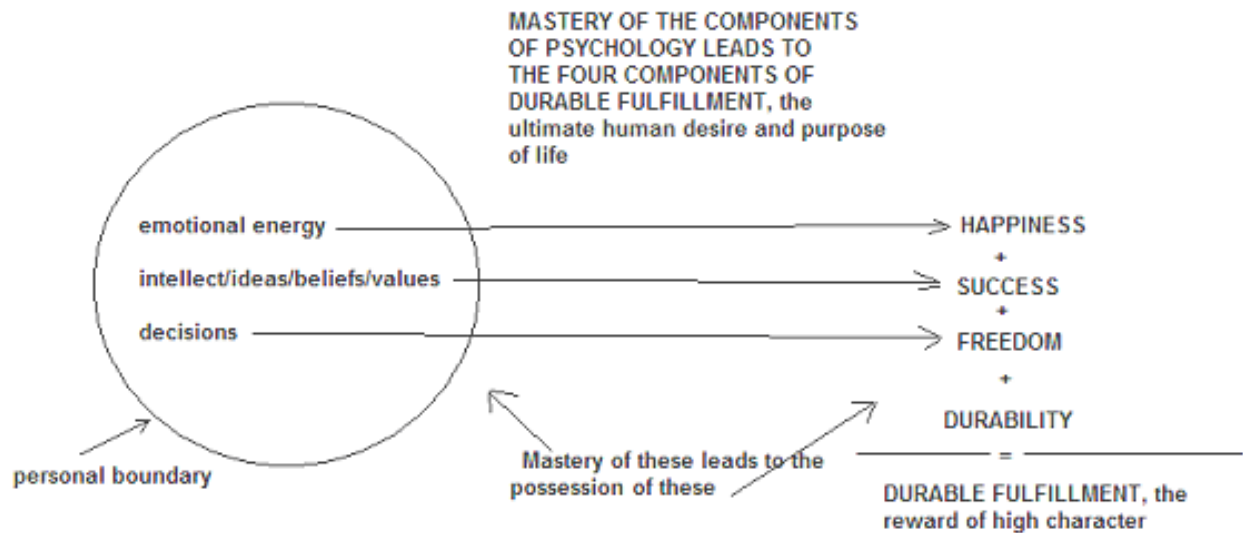 MASTERY OF THE COMPONENTS
OF PSYCHOLOGY LEADS TO
THE FOUR COMPONENTS OF
DURABLE FULFILLMENT, the
ultimate human desire and purpose
of life
emotional energy
HAPPINESS
+
intellect/ideas/beliefs/values
SUCCESS
+
decisions
FREEDOM
+
DURABILITY
personal boundary
Mastery of these leads to the
possession of these
=
DURABLE FULFILLMENT, the
reward of high character